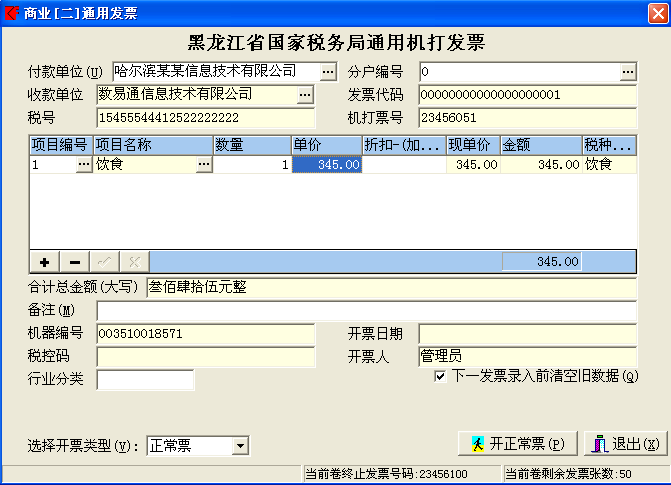 商业[二]通用发票
黑龙江省国家税务局通用机打发票
付款单位(U) 哈尔滨某某信息技术有限公司 ... 分户编号 0 ...
收款单位 数易通信息技术有限公司 ... 发票代码 00000000000000000001
税号 15455544412522222222 机打票号 23456051
项目编号 项目名称 数量 单价 折扣-(加... 现单价 金额 税种...
1 ... 饮食 ... 1 345.00 345.00 345.00 饮食
345.00
合计总金额(大写) 叁佰肆拾伍元整
备注(M)
机器编号 003510018571 开票日期
税控码 开票人 管理员
行业分类 下一发票录入前清空旧数据(Q)
选择开票类型(V): 正常票 开正常票(P) 退出(X)
当前卷终止发票号码:23456100 当前卷剩余发票张数:50